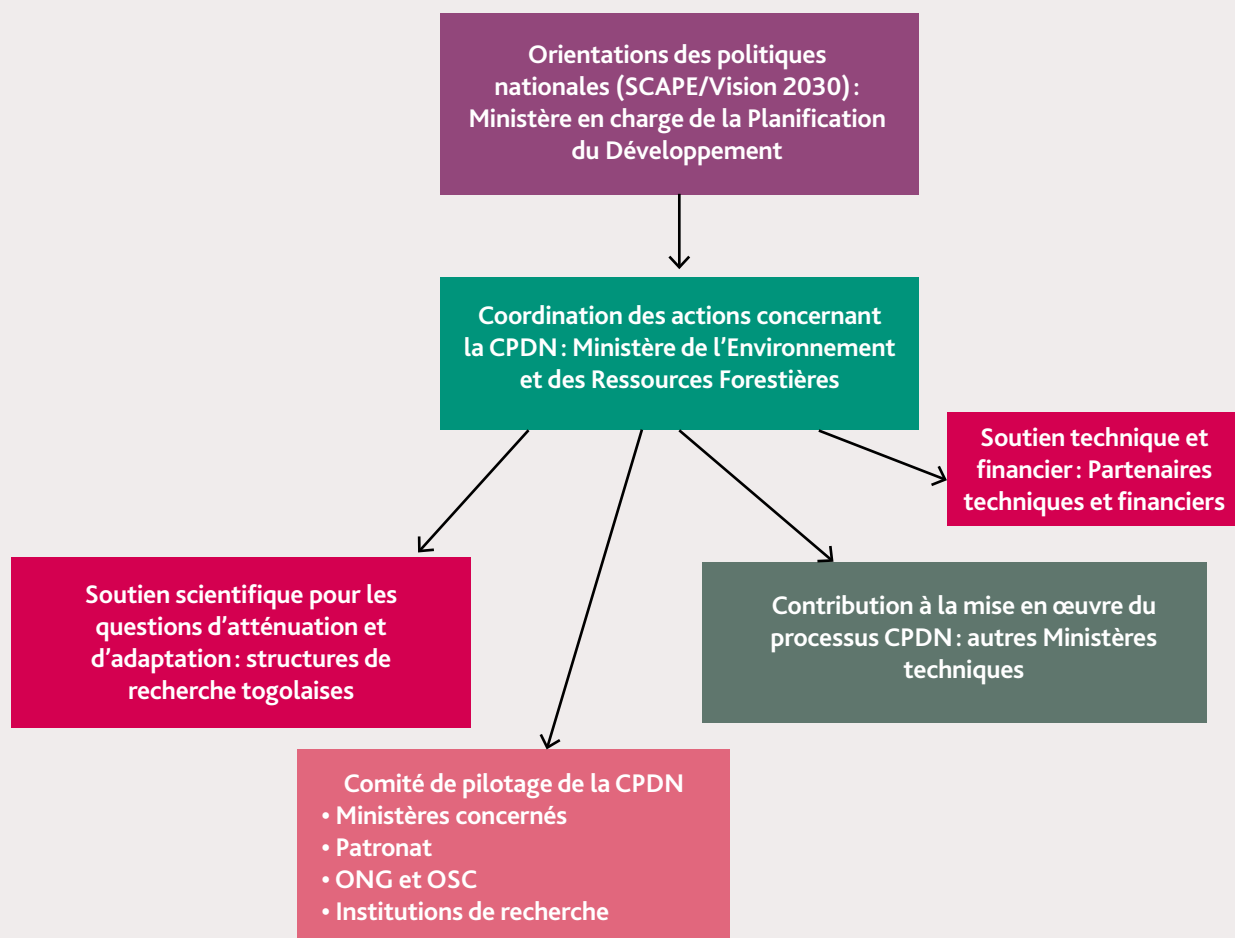 Orientations des politiques
nationales (SCAPE/Vision 2030) :
Ministère en charge de la Planification
du Développement
Coordination des actions concernant
la CPDN : Ministère de l’Environnement
et des Ressources Forestières
Soutien technique et
financier : Partenaires
techniques et financiers
Soutien scientifique pour les
questions d’atténuation et
d’adaptation : structures de
recherche togolaises
Contribution à la mise en œuvre du
processus CPDN : autres Ministères
techniques
Comité de pilotage de la CPDN
• Ministères concernés
• Patronat
• ONG et OSC
• Institutions de recherche